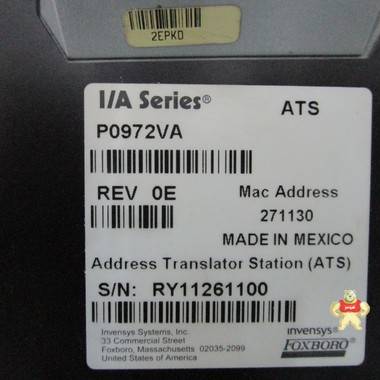 2EPKD
I/A Series® ATS
P0972VA
REV 0E Mac Address
271130
MADE IN MEXICO
Address Translator Station (ATS)
S/N: RY11261100
Invensys Systems, Inc.
33 Commercial Street
Foxboro, Massachusetts 02035-2099
United States of America
invensys™
FOXBORO